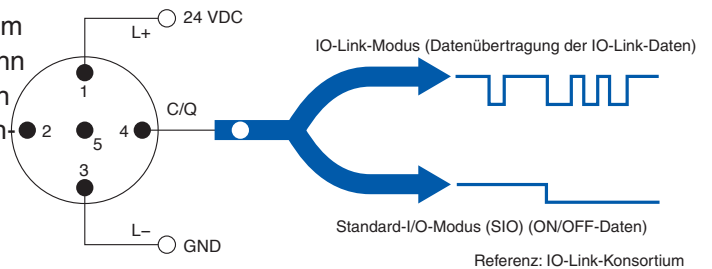 m
nn
n
n-
24 VDC
L+
1
C/Q
2
5
4
3
L–
GND
IO-Link-Modus (Datenübertragung der IO-Link-Daten)
Standard-I/O-Modus (SIO) (ON/OFF-Daten)
Referenz: IO-Link-Konsortium